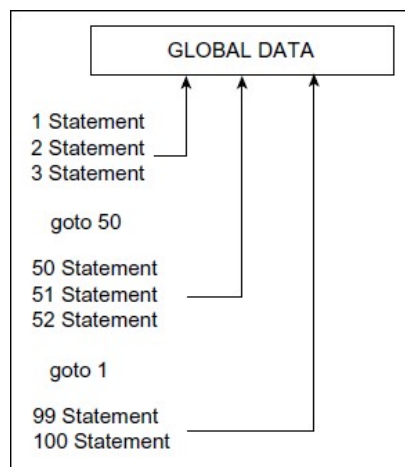 GLOBAL DATA
1 Statement
2 Statement
3 Statement
goto 50
50 Statement
51 Statement
52 Statement
goto 1
99 Statement
100 Statement